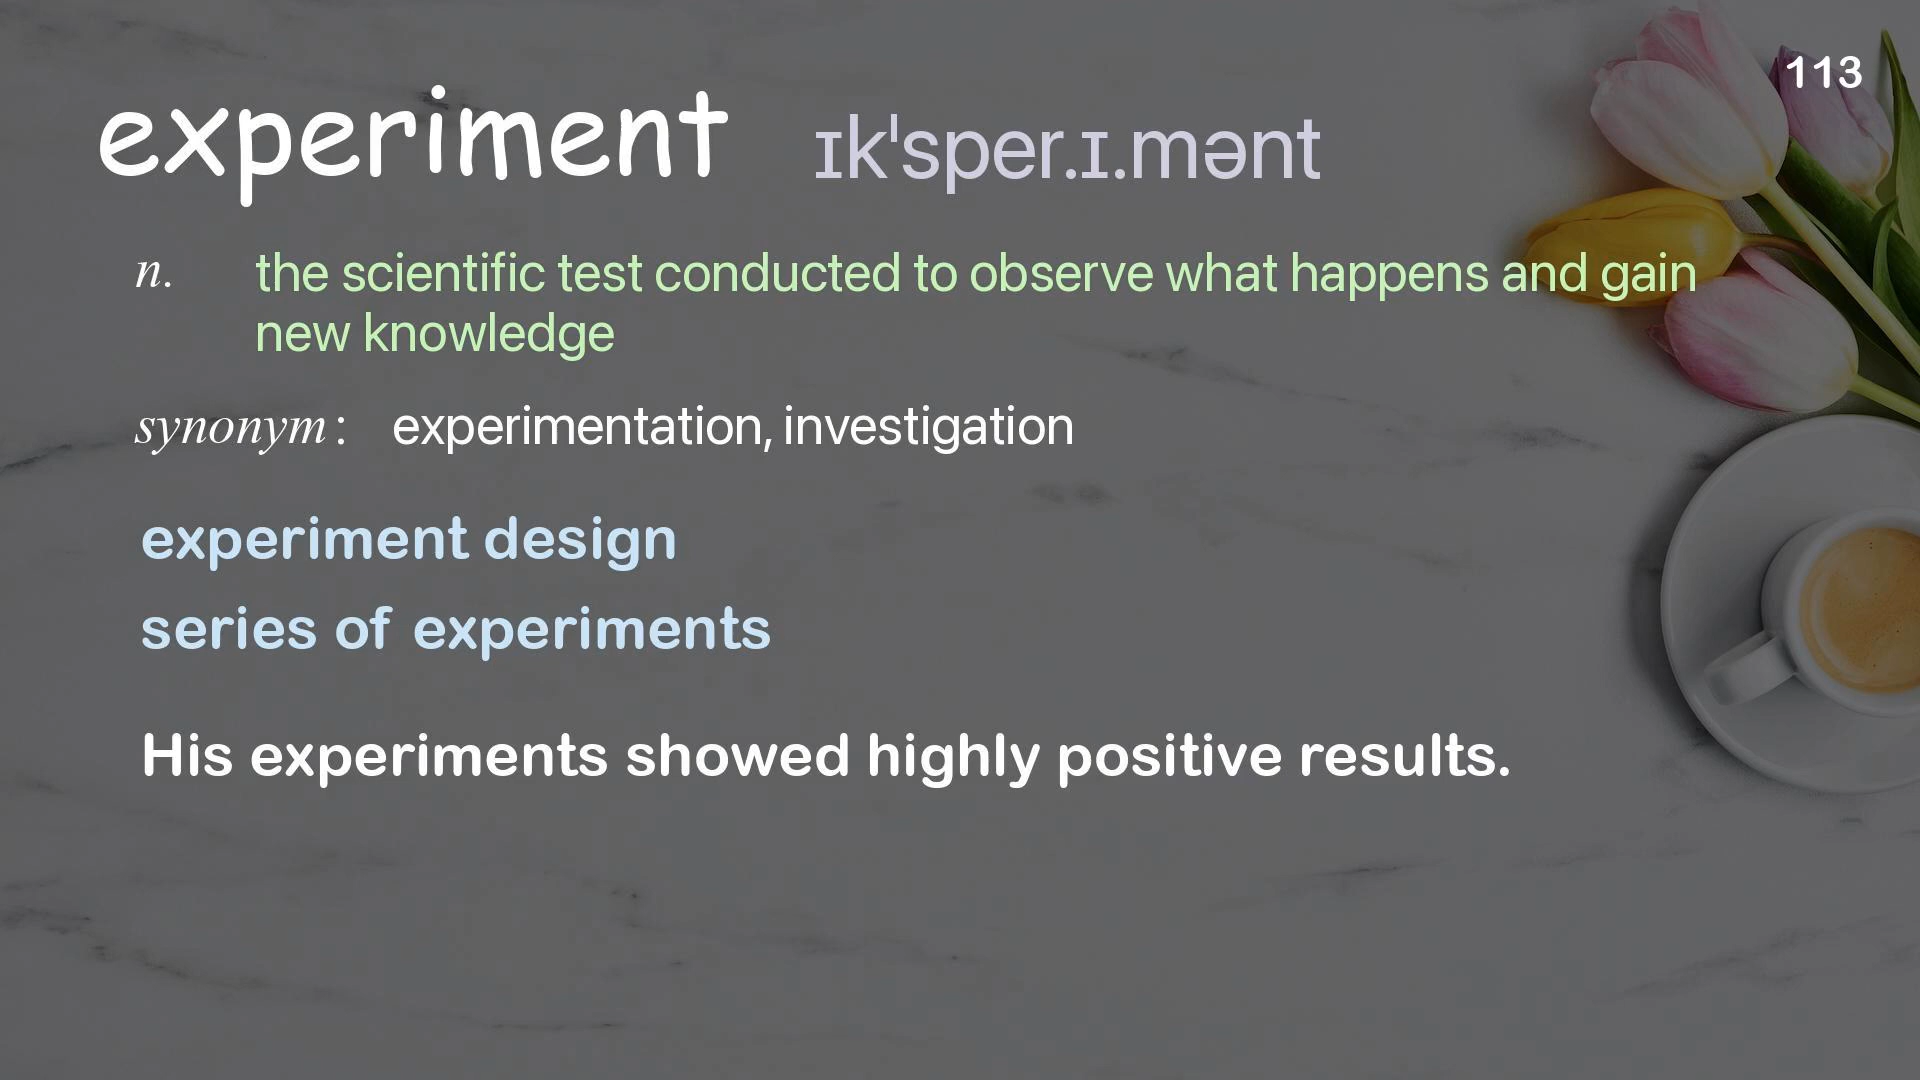 113
experiment ɪkˈsper.ɪ.mənt
n. the scientific test conducted to observe what happens and gain
new knowledge
synonym: experimentation, investigation
experiment design
series of experiments
His experiments showed highly positive results.